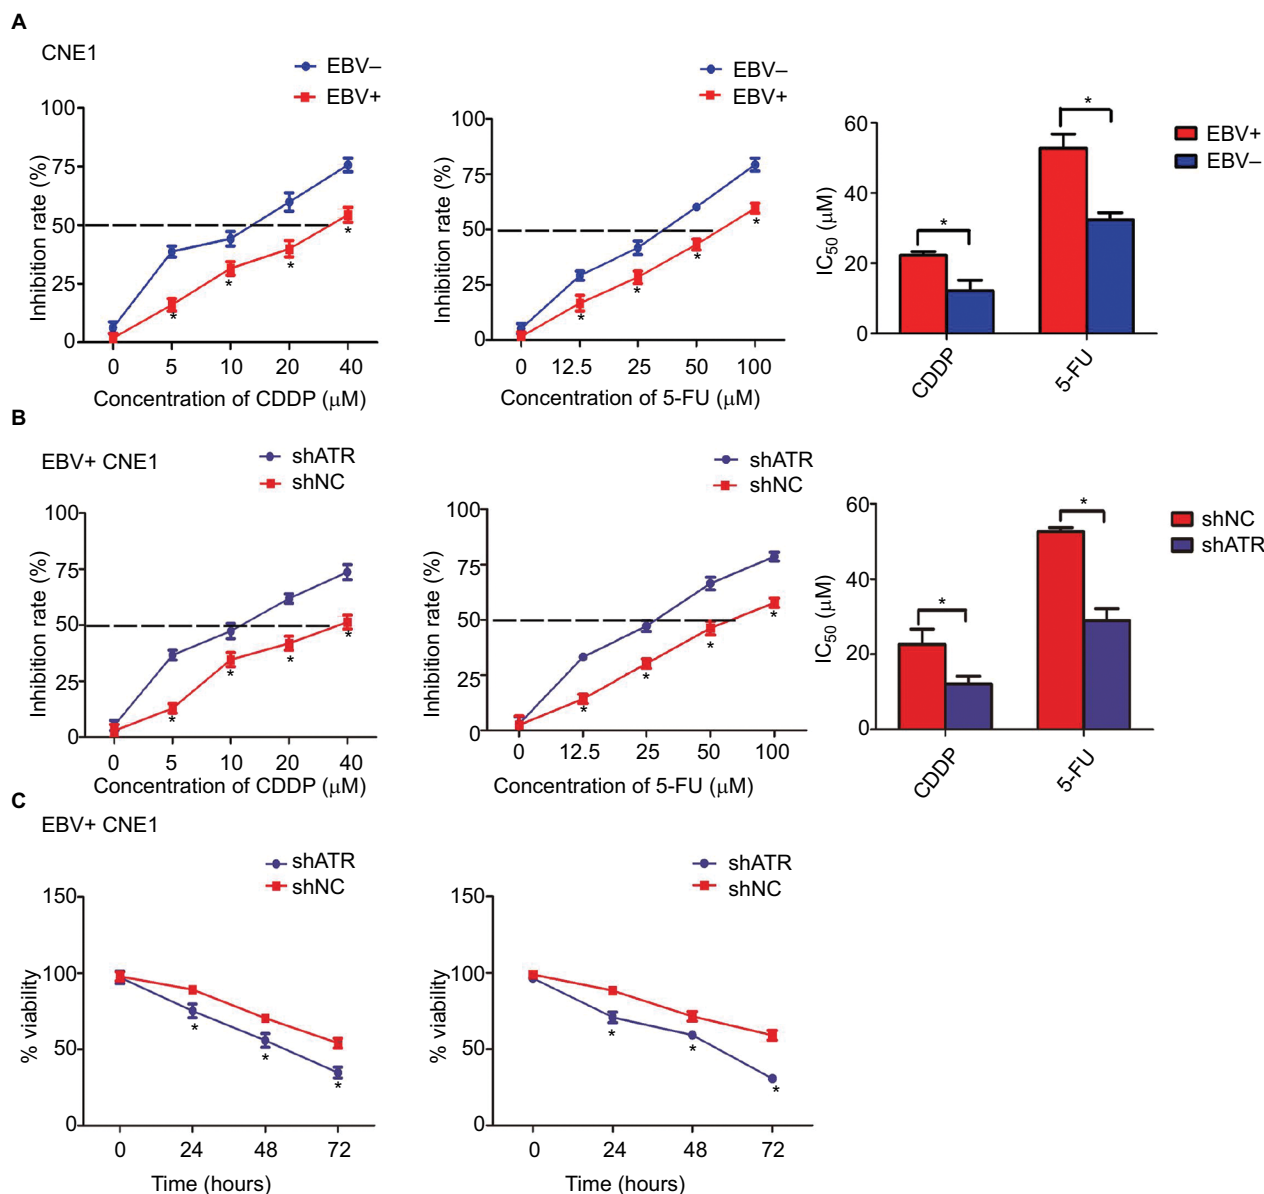 A
CNE1
EBV–
EBV+
100
75
50
25
0
Inhibition rate (%)
*
*
*
*
0 5 10 20 40
Concentration of CDDP (μM)
EBV–
EBV+
100
75
50
25
0
Inhibition rate (%)
*
*
*
*
0 12.5 25 50 100
Concentration of 5-FU (μM)
EBV+
EBV–
60
40
20
0
IC50 (μM)
*
*
CDDP
5-FU
B
EBV+ CNE1
shATR
shNC
100
75
50
25
0
Inhibition rate (%)
*
*
*
*
0 5 10 20 40
Concentration of CDDP (μM)
shATR
shNC
100
75
50
25
0
Inhibition rate (%)
*
*
*
*
0 12.5 25 50 100
Concentration of 5-FU (μM)
shNC
shATR
60
40
20
0
IC50 (μM)
*
*
CDDP
5-FU
C
EBV+ CNE1
shATR
shNC
150
100
50
0
% viability
*
*
*
0 24 48 72
Time (hours)
shATR
shNC
150
100
50
0
% viability
*
*
*
0 24 48 72
Time (hours)